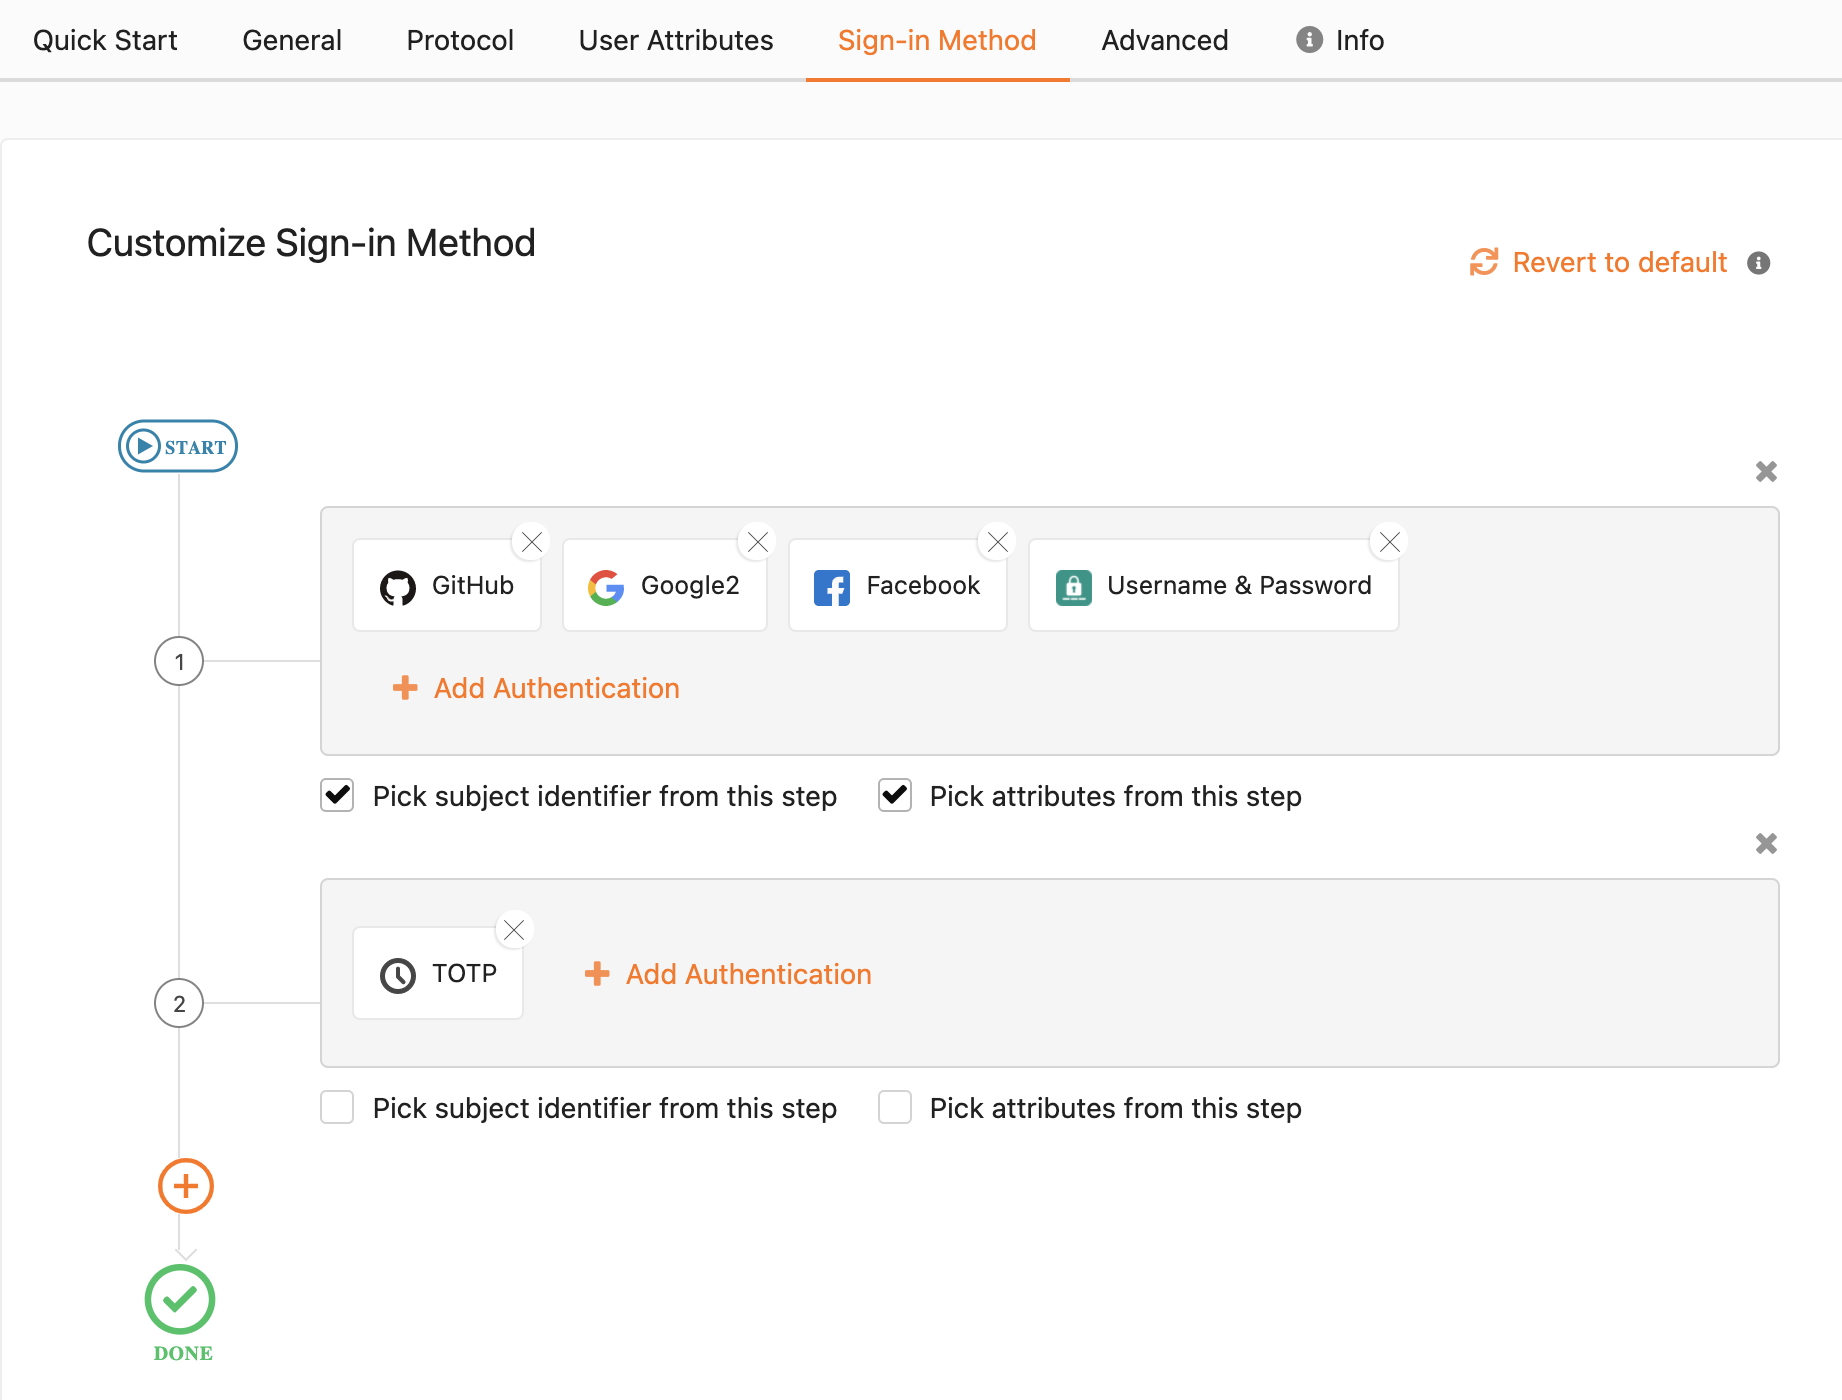 Quick Start General Protocol User Attributes Sign-in Method Advanced Info
Customize Sign-in Method
Revert to default
START
GitHub Google2 Facebook Username & Password
1
Add Authentication
Pick subject identifier from this step Pick attributes from this step
TOTP Add Authentication
2
Pick subject identifier from this step Pick attributes from this step
DONE